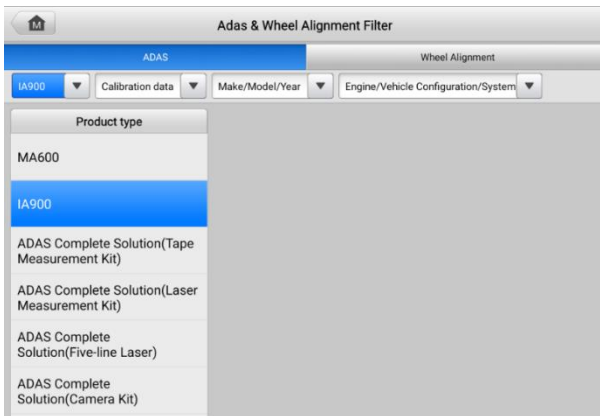 M
Adas & Wheel Alignment Filter
ADAS
Wheel Alignment
IA900
Calibration data
Make/Model/Year
Engine/Vehicle Configuration/System
Product type
MA600
IA900
ADAS Complete Solution(Tape
Measurement Kit)
ADAS Complete Solution(Laser
Measurement Kit)
ADAS Complete
Solution(Five-line Laser)
ADAS Complete
Solution(Camera Kit)